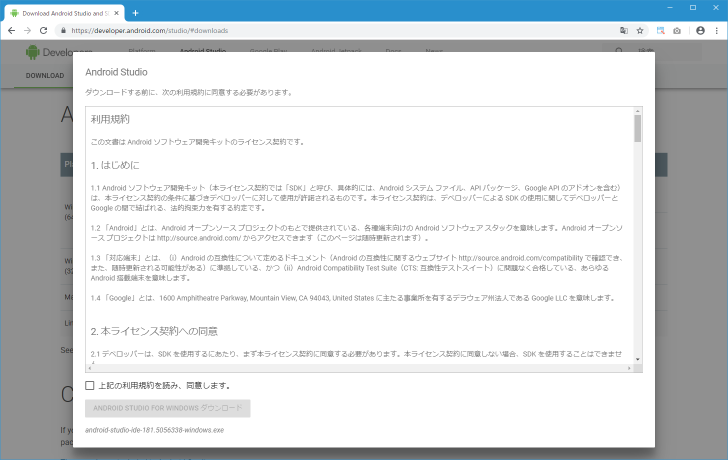 Download Android Studio and S
https://developer.android.com/studio/#downloads
Developer
Platform Android Studio Google Play Android Jetpack Docs News
検索
DOWNLOAD
Android Studio
ダウンロードする前に、次の利用規約に同意する必要があります。
利用規約
この文書は Android ソフトウェア開発キットのライセンス契約です。
1. はじめに
1.1 Android ソフトウェア開発キット（本ライセンス契約では「SDK」と呼び、具体的には、Android システム ファイル、API パッケージ、Google API のアドオンを含む）
は、本ライセンス契約の条件に基づきデベロッパーに対して使用が許諾されるものです。本ライセンス契約は、デベロッパーによる SDK の使用に関してデベロッパーと
Google の間で結ばれる、法的拘束力を有する約定です。
1.2 「Android」とは、Android オープンソース プロジェクトのもとで提供されている、各種端末向けの Android ソフトウェア スタックを意味します。Android オープンソ
ース プロジェクトは http://source.android.com/ からアクセスできます（このページは随時更新されます）。
1.3 「対応端末」とは、（i）Android の互換性について定めるドキュメント（Android の互換性に関するウェブサイト http://source.android.com/compatibility で確認でき、
また、随時更新される可能性がある）に準拠している、かつ（ii）Android Compatibility Test Suite（CTS: 互換性テストスイート）に問題なく合格している、あらゆる
Android 搭載端末を意味します。
1.4 「Google」とは、1600 Amphitheatre Parkway, Mountain View, CA 94043, United States に主たる事業所を有するデラウェア州法人である Google LLC を意味します。
2. 本ライセンス契約への同意
2.1 デベロッパーは、SDK を使用するにあたり、まず本ライセンス契約に同意する必要があります。本ライセンス契約に同意しない場合、SDK を使用することはできませ
上記の利用規約を読み、同意します。
ANDROID STUDIO FOR WINDOWS ダウンロード
android-studio-ide-181.5056338-windows.exe
See
If yo
pac